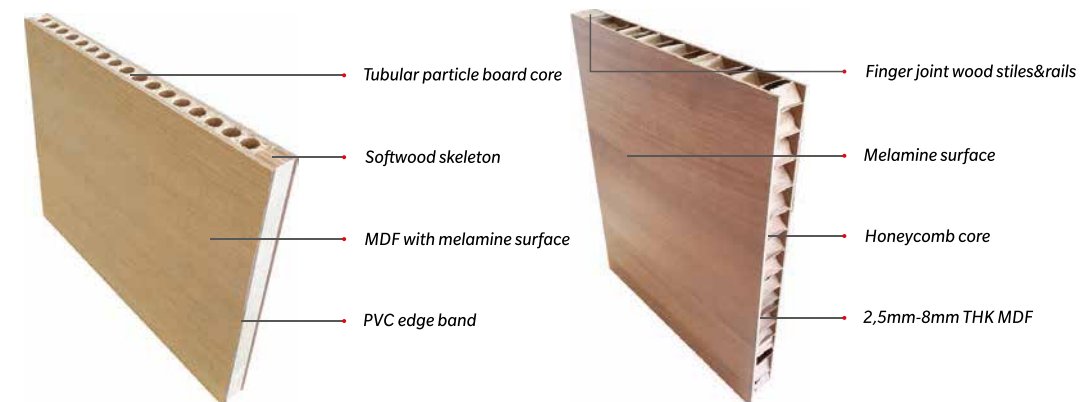 Tubular particle board core
Softwood skeleton
MDF with melamine surface
PVC edge band
Finger joint wood stiles&rails
Melamine surface
Honeycomb core
2,5mm-8mm THK MDF